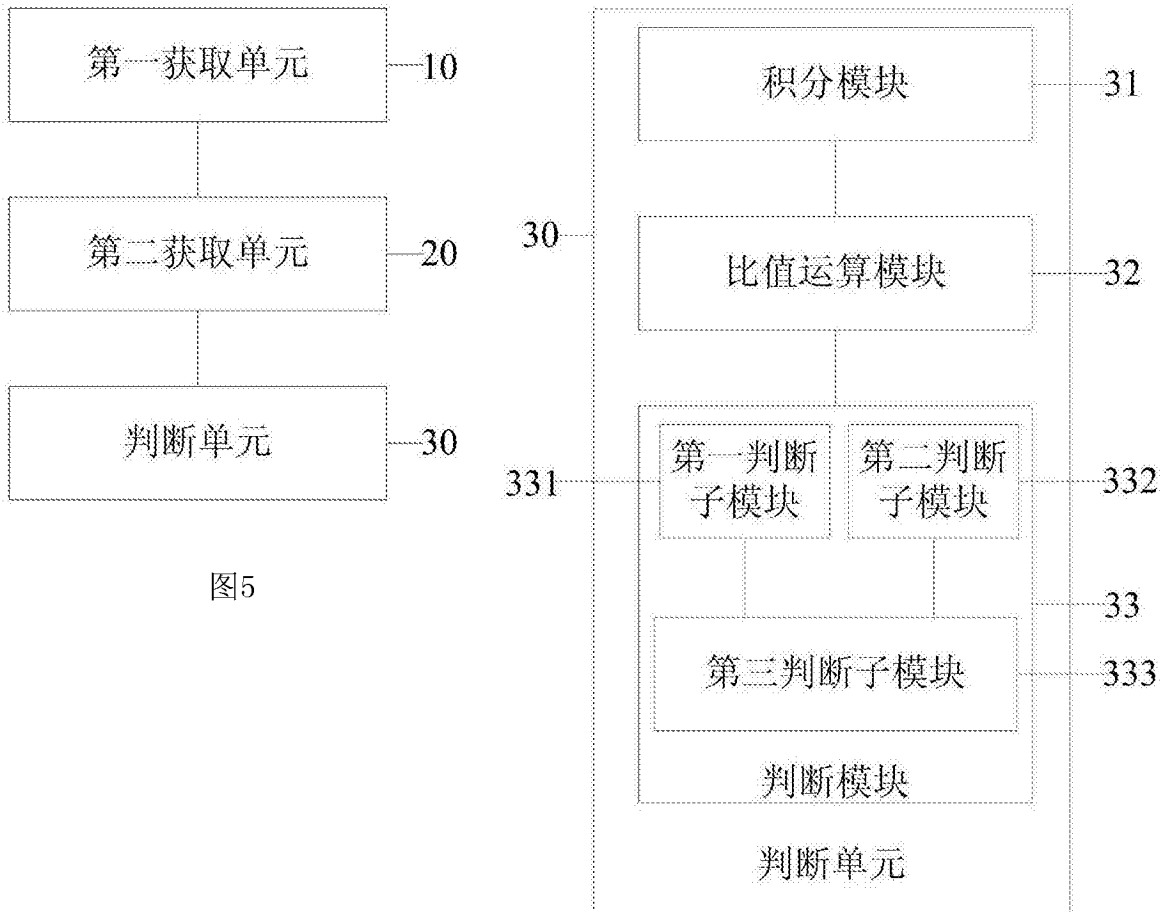 第一获取单元
10
第二获取单元
20
判断单元
30
图5
积分模块
31
30
比值运算模块
32
第一判断
子模块
331
第二判断
子模块
332
33
第三判断子模块
333
判断模块
判断单元